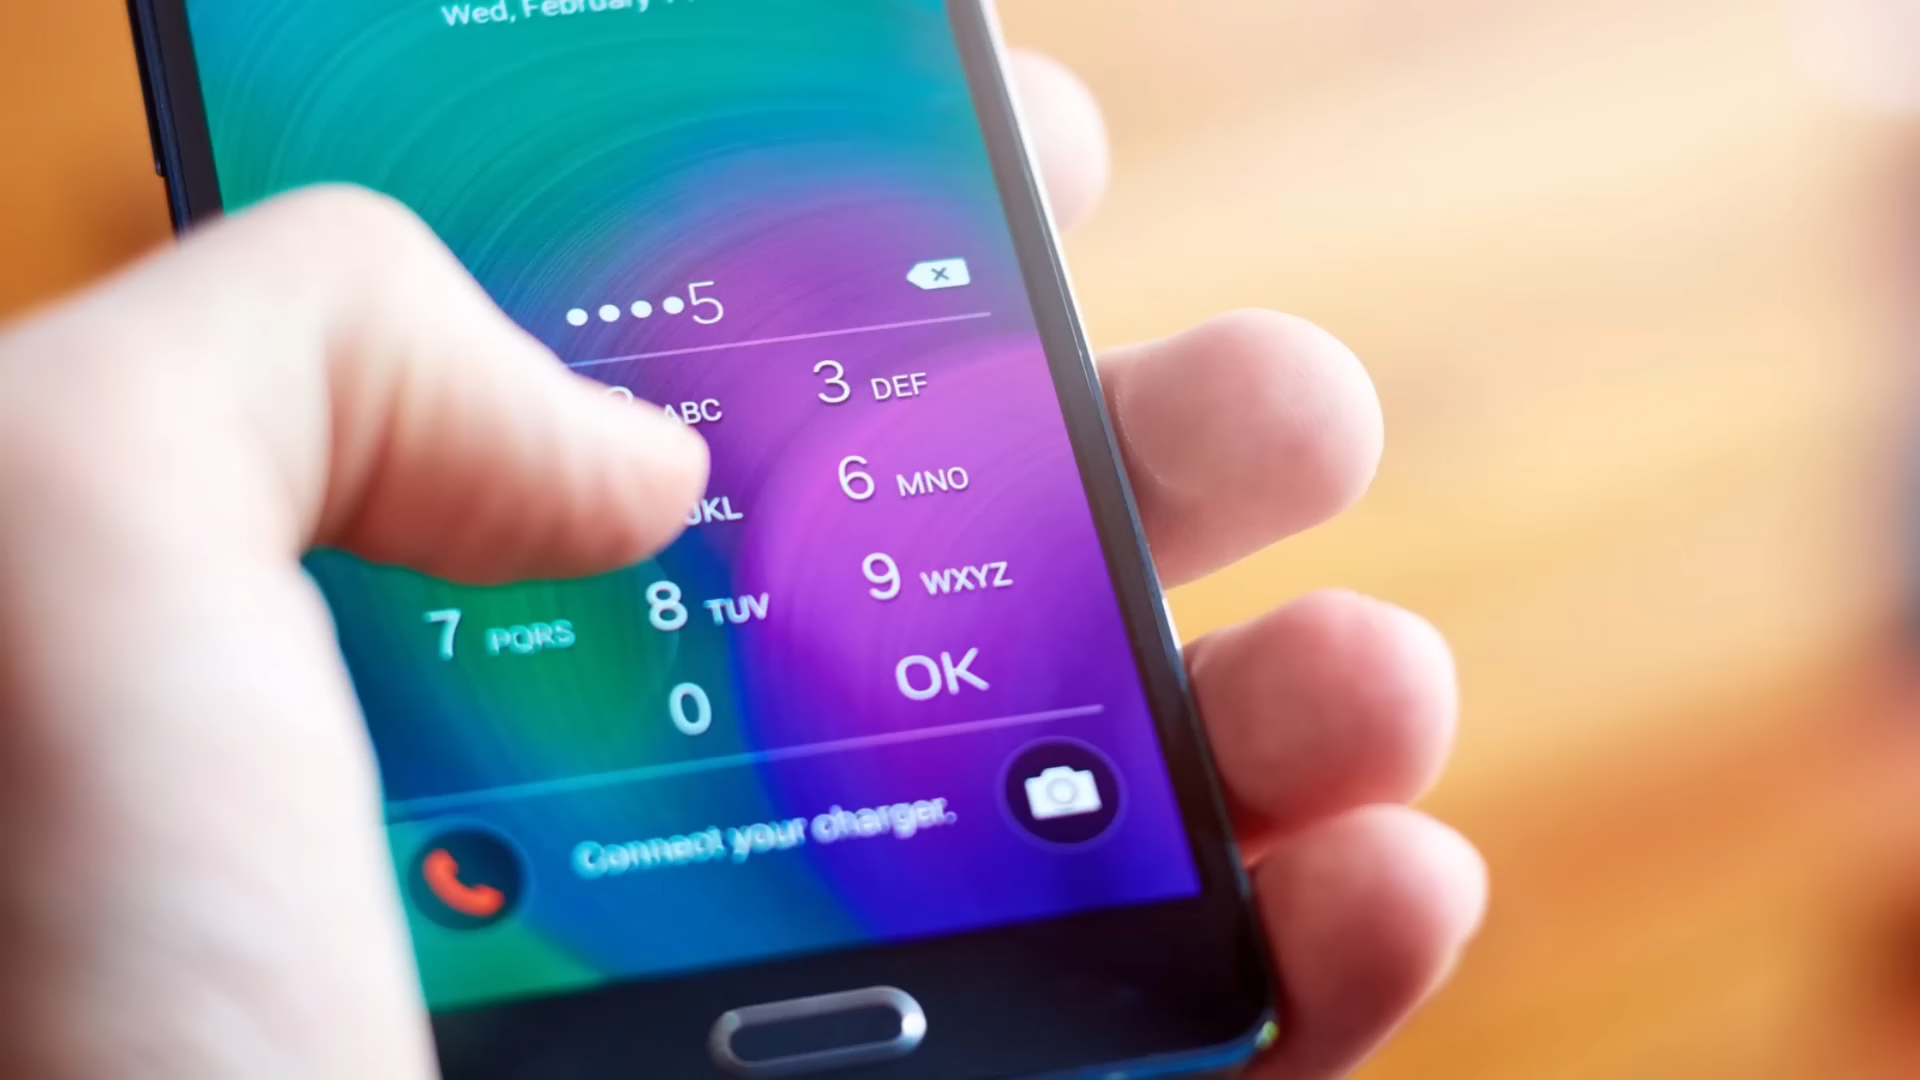 Wed, February
••••5
ABC
3 DEF
JKL
6 MNO
7 PQRS
8 TUV
9 WXYZ
0
OK
Connect your charger.